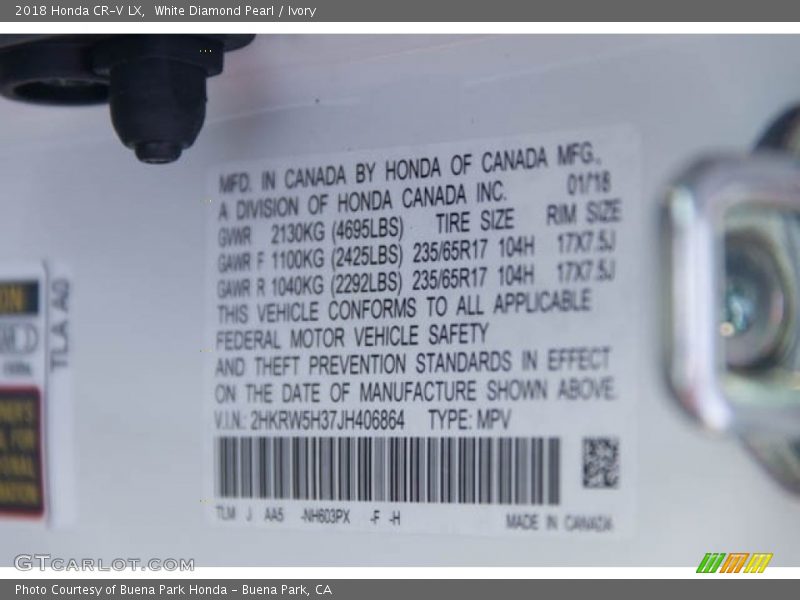 2018 Honda CR-V LX, White Diamond Pearl / Ivory
MFD. IN CANADA BY HONDA OF CANADA MFG.,
A DIVISION OF HONDA CANADA INC. 01/18
GVWR 2130KG (4695LBS) TIRE SIZE RIM SIZE
GAWR F 1100KG (2425LBS) 235/65R17 104H 17X7.5J
GAWR R 1040KG (2292LBS) 235/65R17 104H 17X7.5J
THIS VEHICLE CONFORMS TO ALL APPLICABLE
FEDERAL MOTOR VEHICLE SAFETY
AND THEFT PREVENTION STANDARDS IN EFFECT
ON THE DATE OF MANUFACTURE SHOWN ABOVE.
V.I.N.: 2HKRW5H37JH406864 TYPE: MPV
TLM J AA5 -NH603PX -F -H
MADE IN CANADA
TLA A0
GTCarLot.com
Photo Courtesy of Buena Park Honda - Buena Park, CA